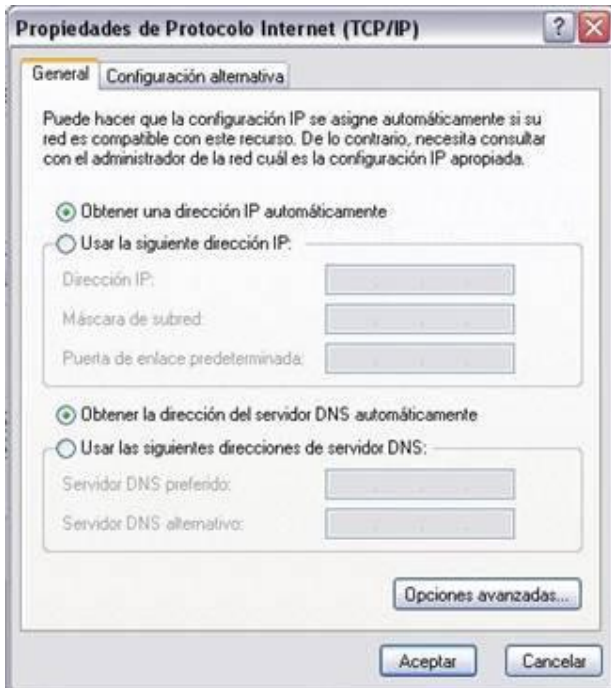 Propiedades de Protocolo Internet (TCP/IP)
General
Configuración alternativa
Puede hacer que la configuración IP se asigne automáticamente si su
red es compatible con este recurso. De lo contrario, necesita consultar
con el administrador de la red cuál es la configuración IP apropiada.
Obtener una dirección IP automáticamente
Usar la siguiente dirección IP:
Dirección IP:
Máscara de subred:
Puerta de enlace predeterminada:
Obtener la dirección del servidor DNS automáticamente
Usar las siguientes direcciones de servidor DNS:
Servidor DNS preferido:
Servidor DNS alternativo:
Opciones avanzadas...
Aceptar
Cancelar